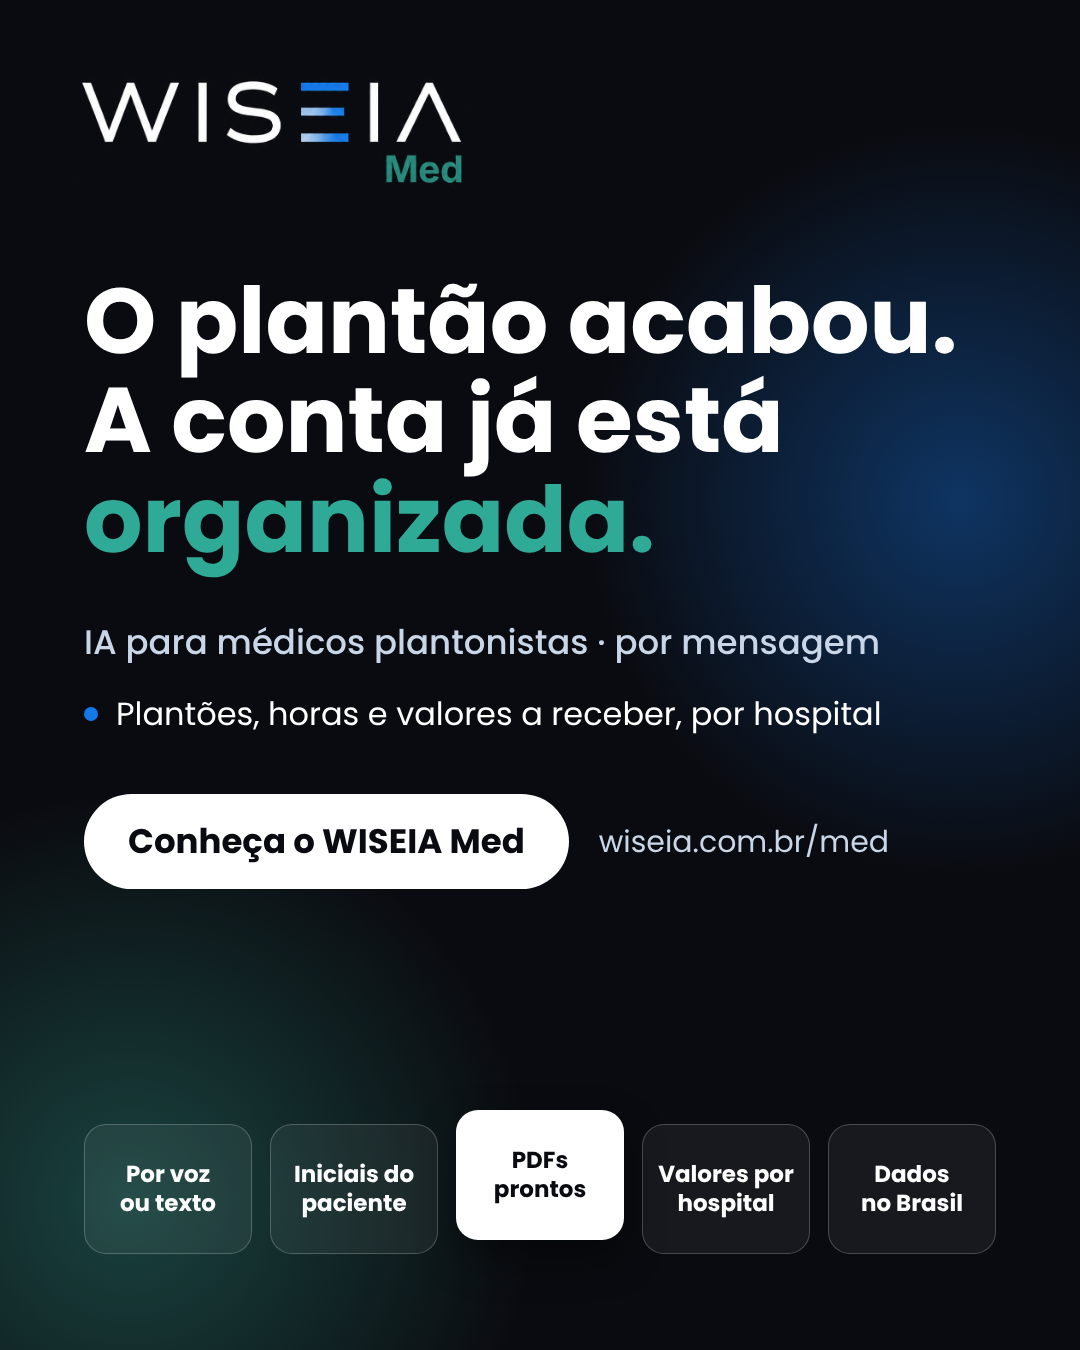 WISEIA
Med
O plantão acabou.
A conta já está
organizada.
IA para médicos plantonistas · por mensagem
Plantões, horas e valores a receber, por hospital
Conheça o WISEIA Med
wiseia.com.br/med
Por voz
ou texto
Iniciais do
paciente
PDFs
prontos
Valores por
hospital
Dados
no Brasil